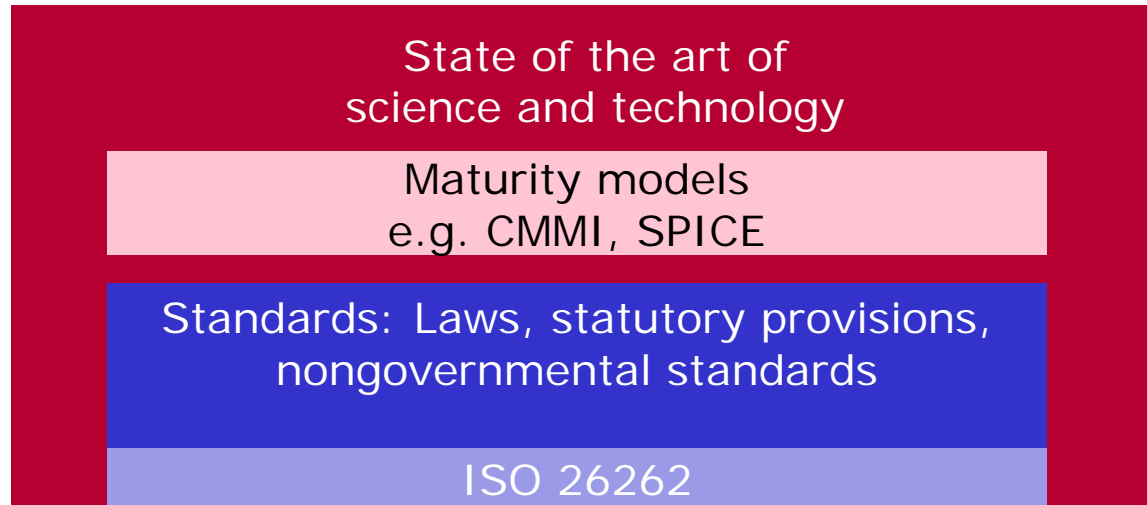 State of the art of
science and technology
Maturity models
e.g. CMMI, SPICE
Standards: Laws, statutory provisions,
nongovernmental standards
ISO 26262